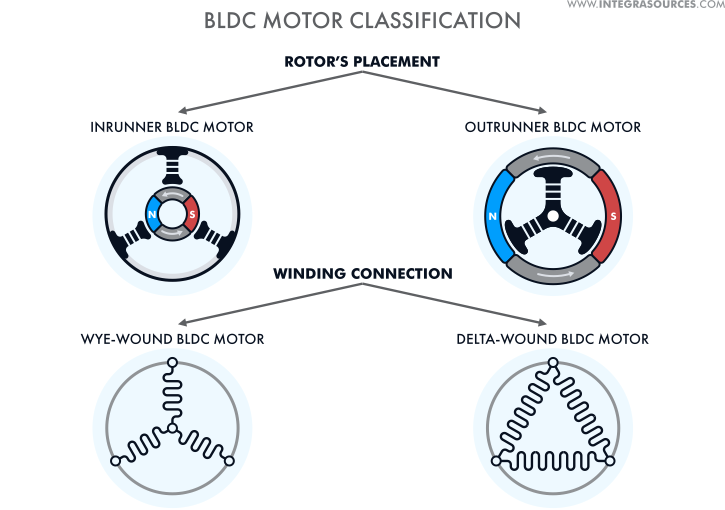 WWW.INTEGRASOURCES.COM
BLDC MOTOR CLASSIFICATION
ROTOR'S PLACEMENT
INRUNNER BLDC MOTOR
OUTRUNNER BLDC MOTOR
N
S
N
S
WINDING CONNECTION
WYE-WOUND BLDC MOTOR
DELTA-WOUND BLDC MOTOR